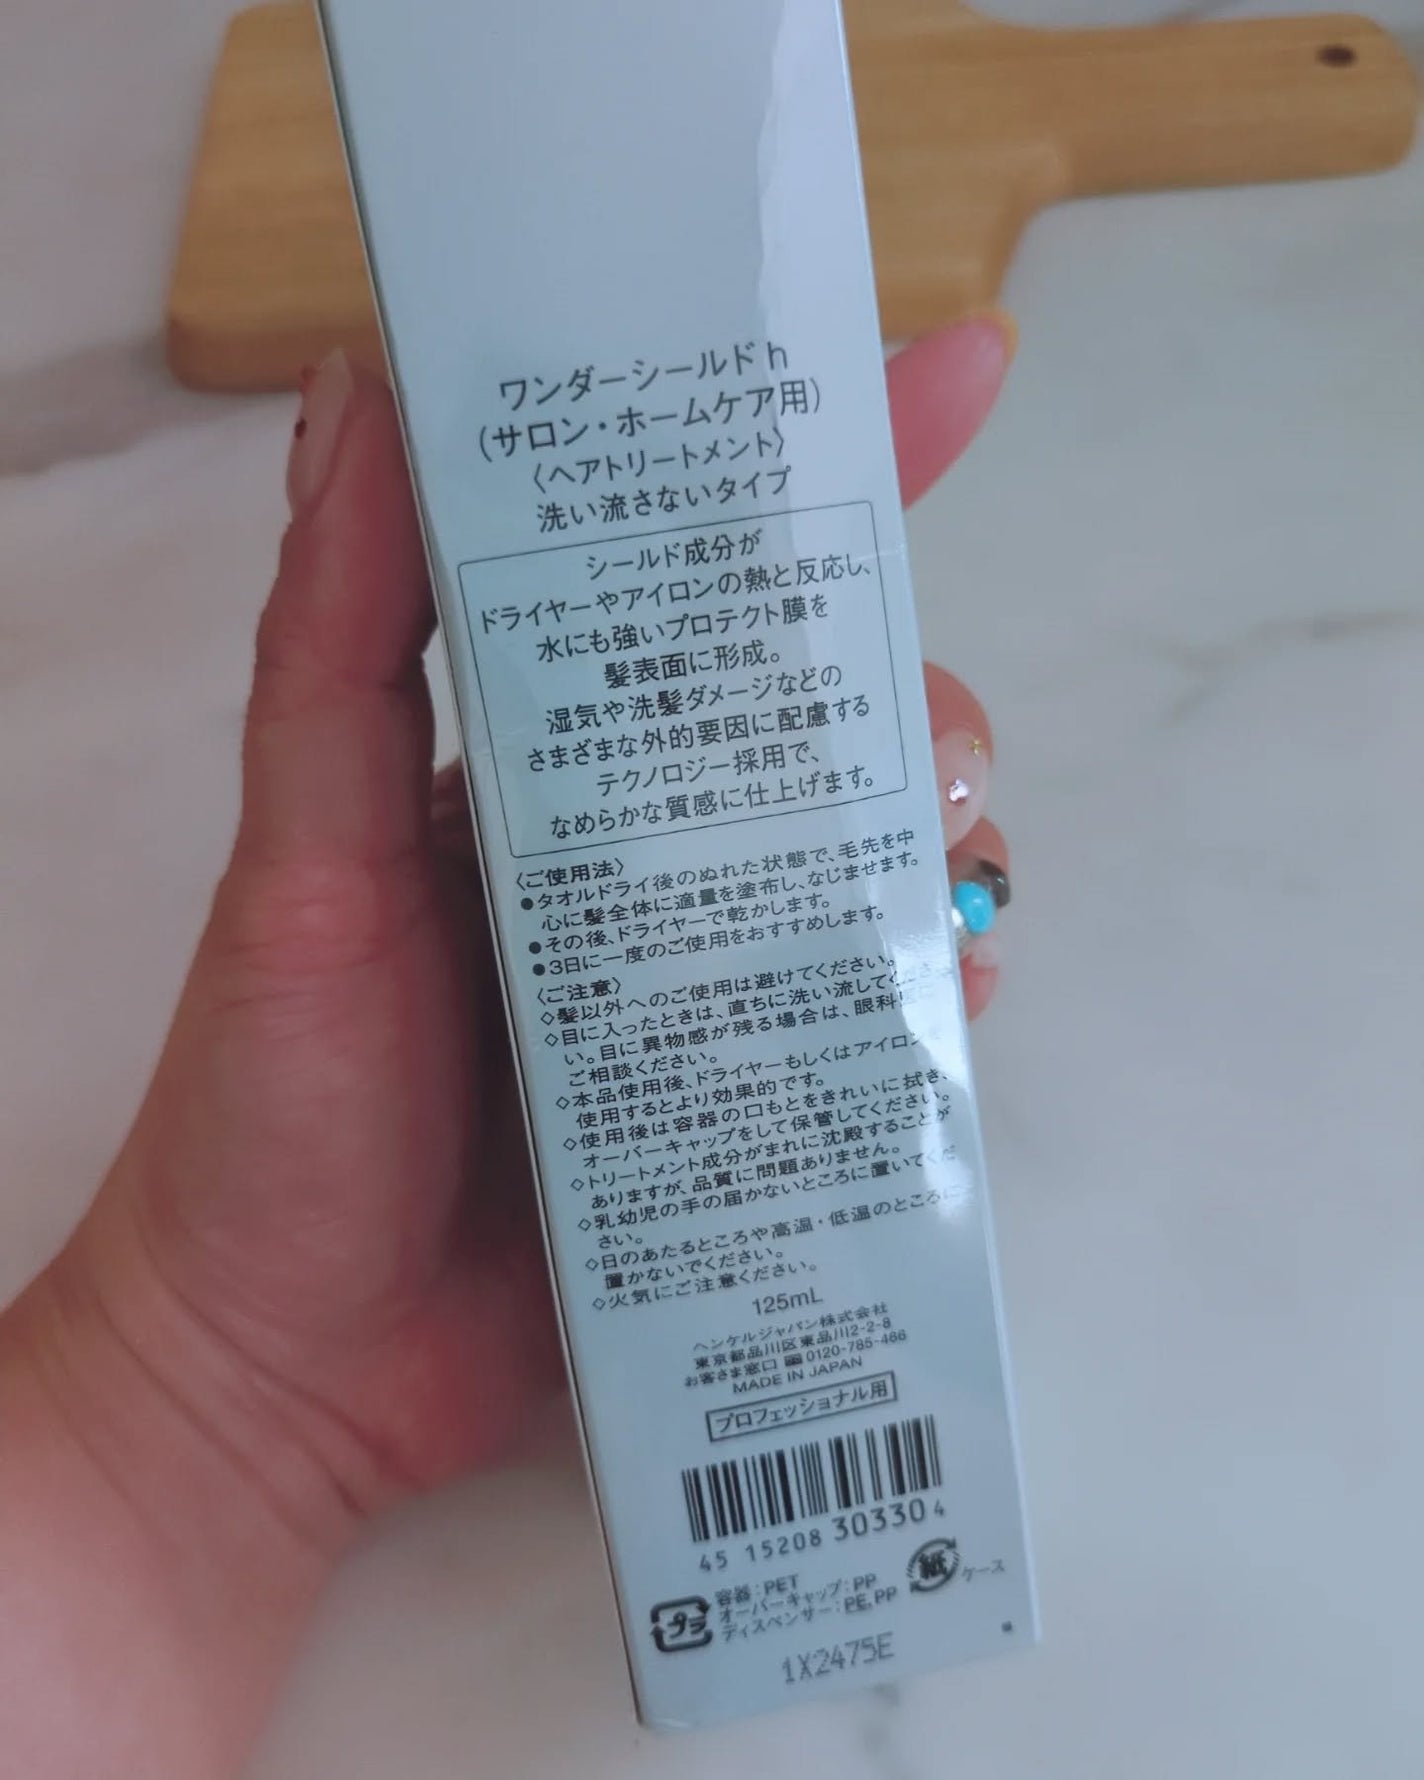 ワンダーシールドh
(サロン・ホームケア用)
〈ヘアトリートメント〉
洗い流さないタイプ
シールド成分が
ドライヤーやアイロンの熱と反応し、
水にも強いプロテクト膜を
髪表面に形成。
湿気や洗髪ダメージなどの
さまざまな外的要因に配慮する
テクノロジー採用で、
なめらかな質感に仕上げます。
〈ご使用法〉
●タオルドライ後のぬれた状態で、毛先を中
心に髪全体に適量を塗布し、なじませます。
●その後、ドライヤーで乾かします。
●3日に一度のご使用をおすすめします。
〈ご注意〉
◇髪以外へのご使用は避けてください。
◇目に入ったときは、直ちに洗い流してくださ
い。目に異物感が残る場合は、眼科医に
ご相談ください。
◇本品使用後、ドライヤーもしくはアイロンを
使用するとより効果的です。
◇使用後は容器の口もとをきれいに拭き、
オーバーキャップをして保管してください。
◇トリートメント成分がまれに沈殿することが
ありますが、品質に問題ありません。
◇乳幼児の手の届かないところに置いてくだ
さい。
◇日のあたるところや高温・低温のところに
置かないでください。
◇火気にご注意ください。
125mL
ヘンケルジャパン株式会社
東京都品川区東品川2-2-8
お客さま窓口 0120-785-466
MADE IN JAPAN
プロフェッショナル用
45 15208 30330 4
プラ
容器:PET
オーバーキャップ:PP
ディスペンサー:PE,PP
紙 ケース
1X2475E